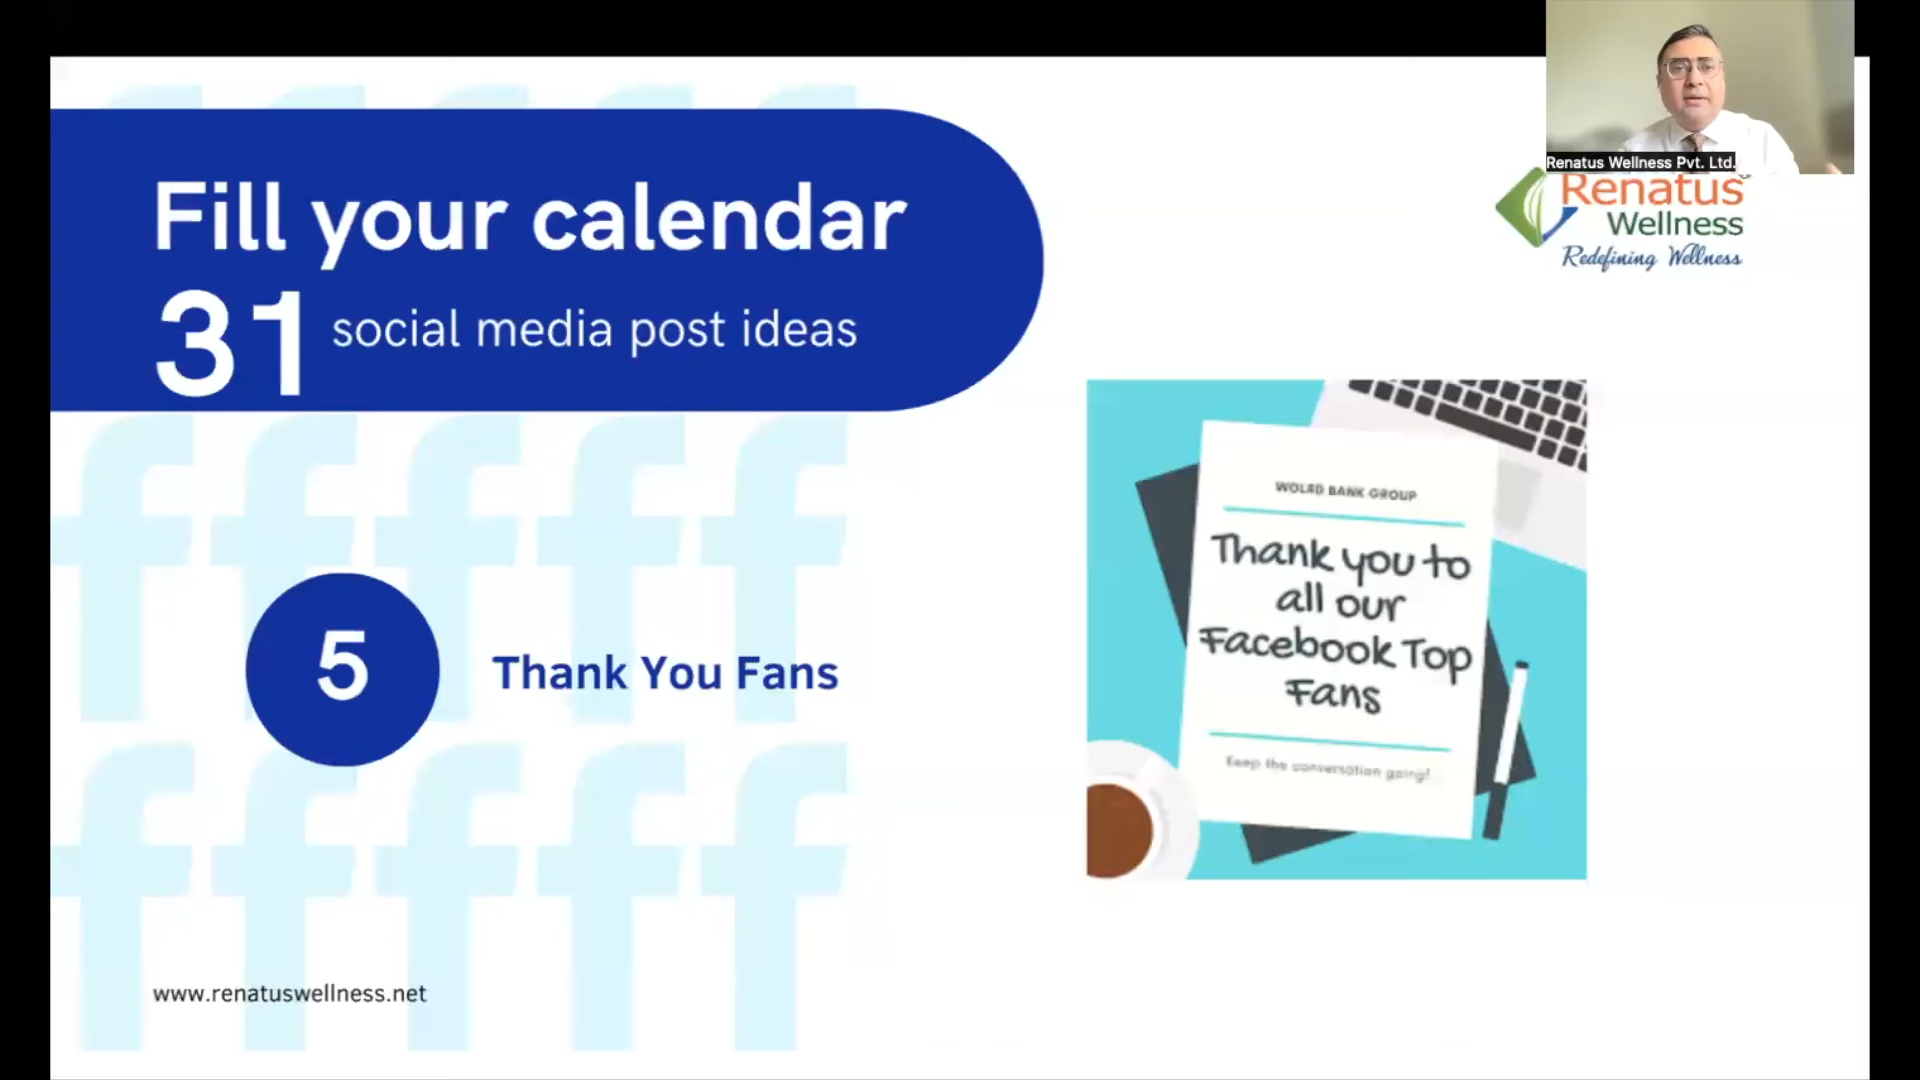 Fill your calendar
31 social media post ideas
Renatus Wellness Pvt. Ltd.
Renatus
Wellness
Redefining Wellness
WOLRD BANK GROUP
Thank you to
all our
Facebook Top
Fans
Keep the conversation going!
5
Thank You Fans
www.renatuswellness.net